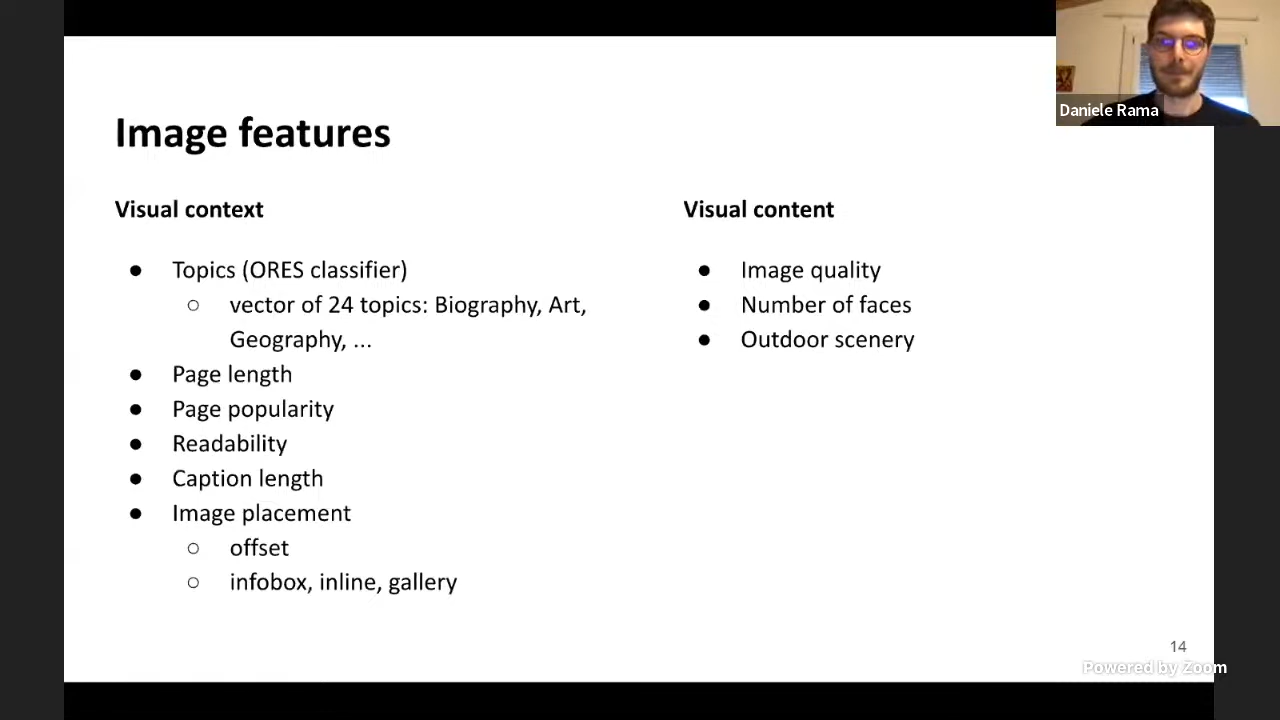 Daniele Rama
Image features
Visual context
● Topics (ORES classifier)
○ vector of 24 topics: Biography, Art,
Geography, ...
● Page length
● Page popularity
● Readability
● Caption length
● Image placement
○ offset
○ infobox, inline, gallery
Visual content
● Image quality
● Number of faces
● Outdoor scenery
14
Powered by Zoom